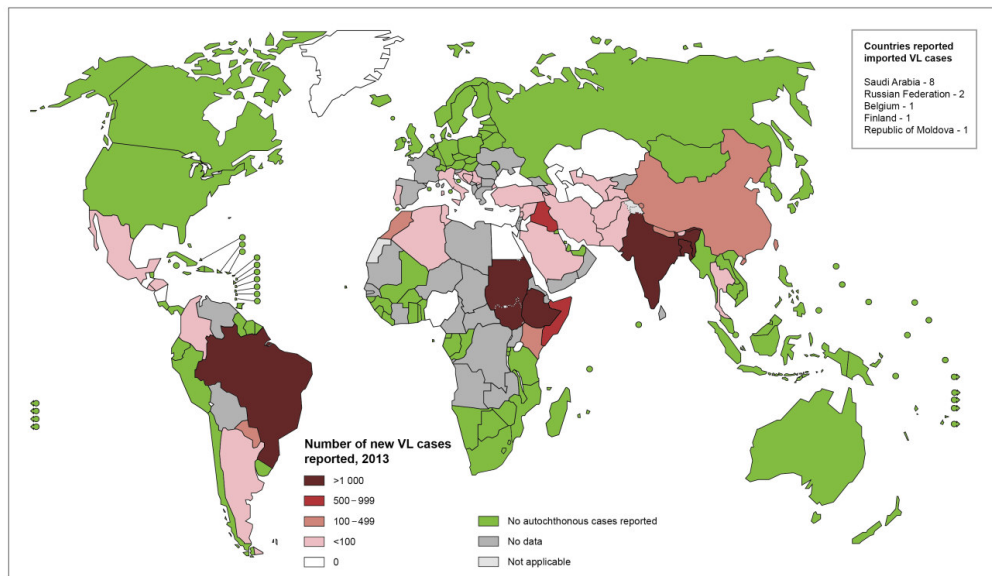 Countries reported
imported VL cases
Saudi Arabia - 8
Russian Federation - 2
Belgium - 1
Finland - 1
Republic of Moldova - 1
Number of new VL cases
reported, 2013
>1 000
500–999
100–499
<100
0
No autochthonous cases reported
No data
Not applicable